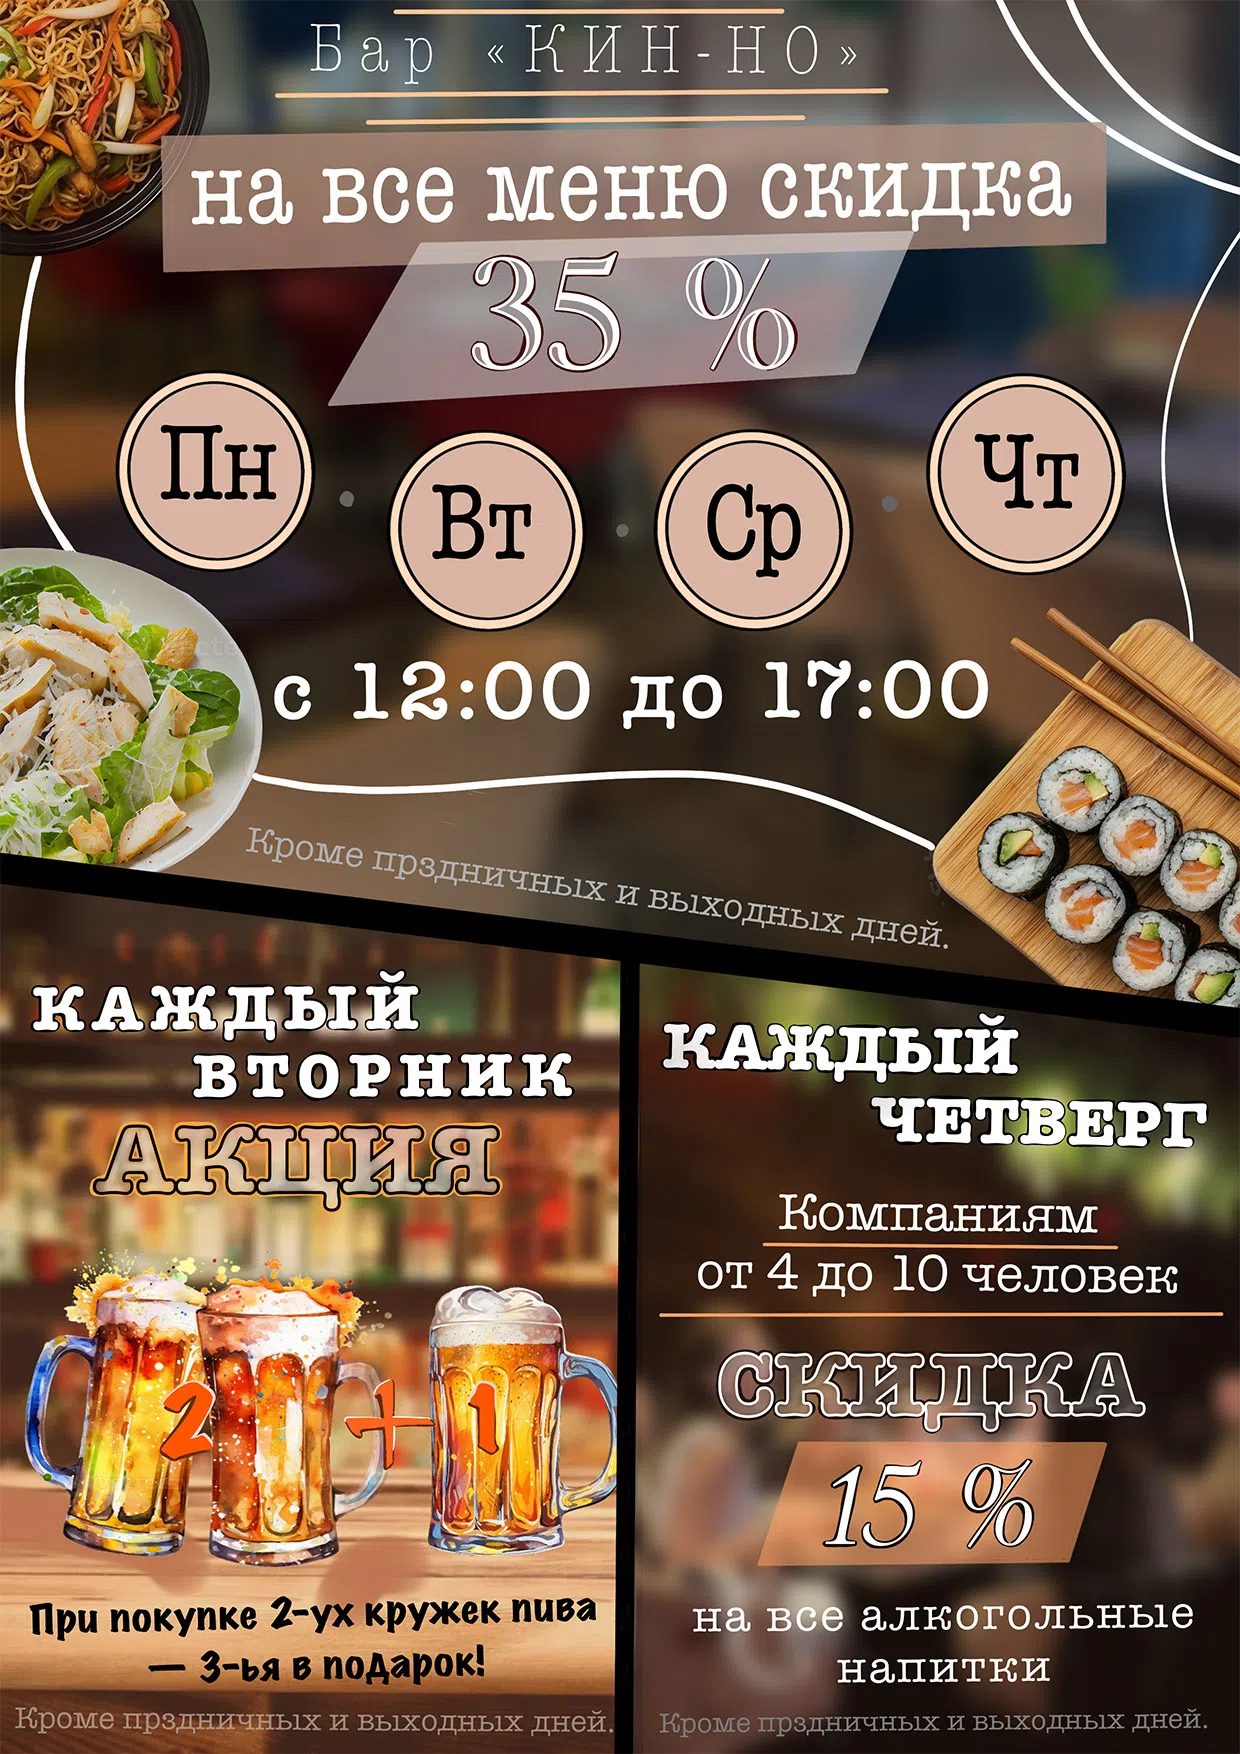 Бар «КИН-НО»
на все меню скидка
35 %
Пн
Вт
Ср
Чт
с 12:00 до 17:00
Кроме прздничных и выходных дней.
КАЖДЫЙ
ВТОРНИК
АКЦИЯ
2 + 1
При покупке 2-ух кружек пива
— 3-ья в подарок!
Кроме прздничных и выходных дней.
КАЖДЫЙ
ЧЕТВЕРГ
Компаниям
от 4 до 10 человек
СКИДКА
15 %
на все алкогольные
напитки
Кроме прздничных и выходных дней.